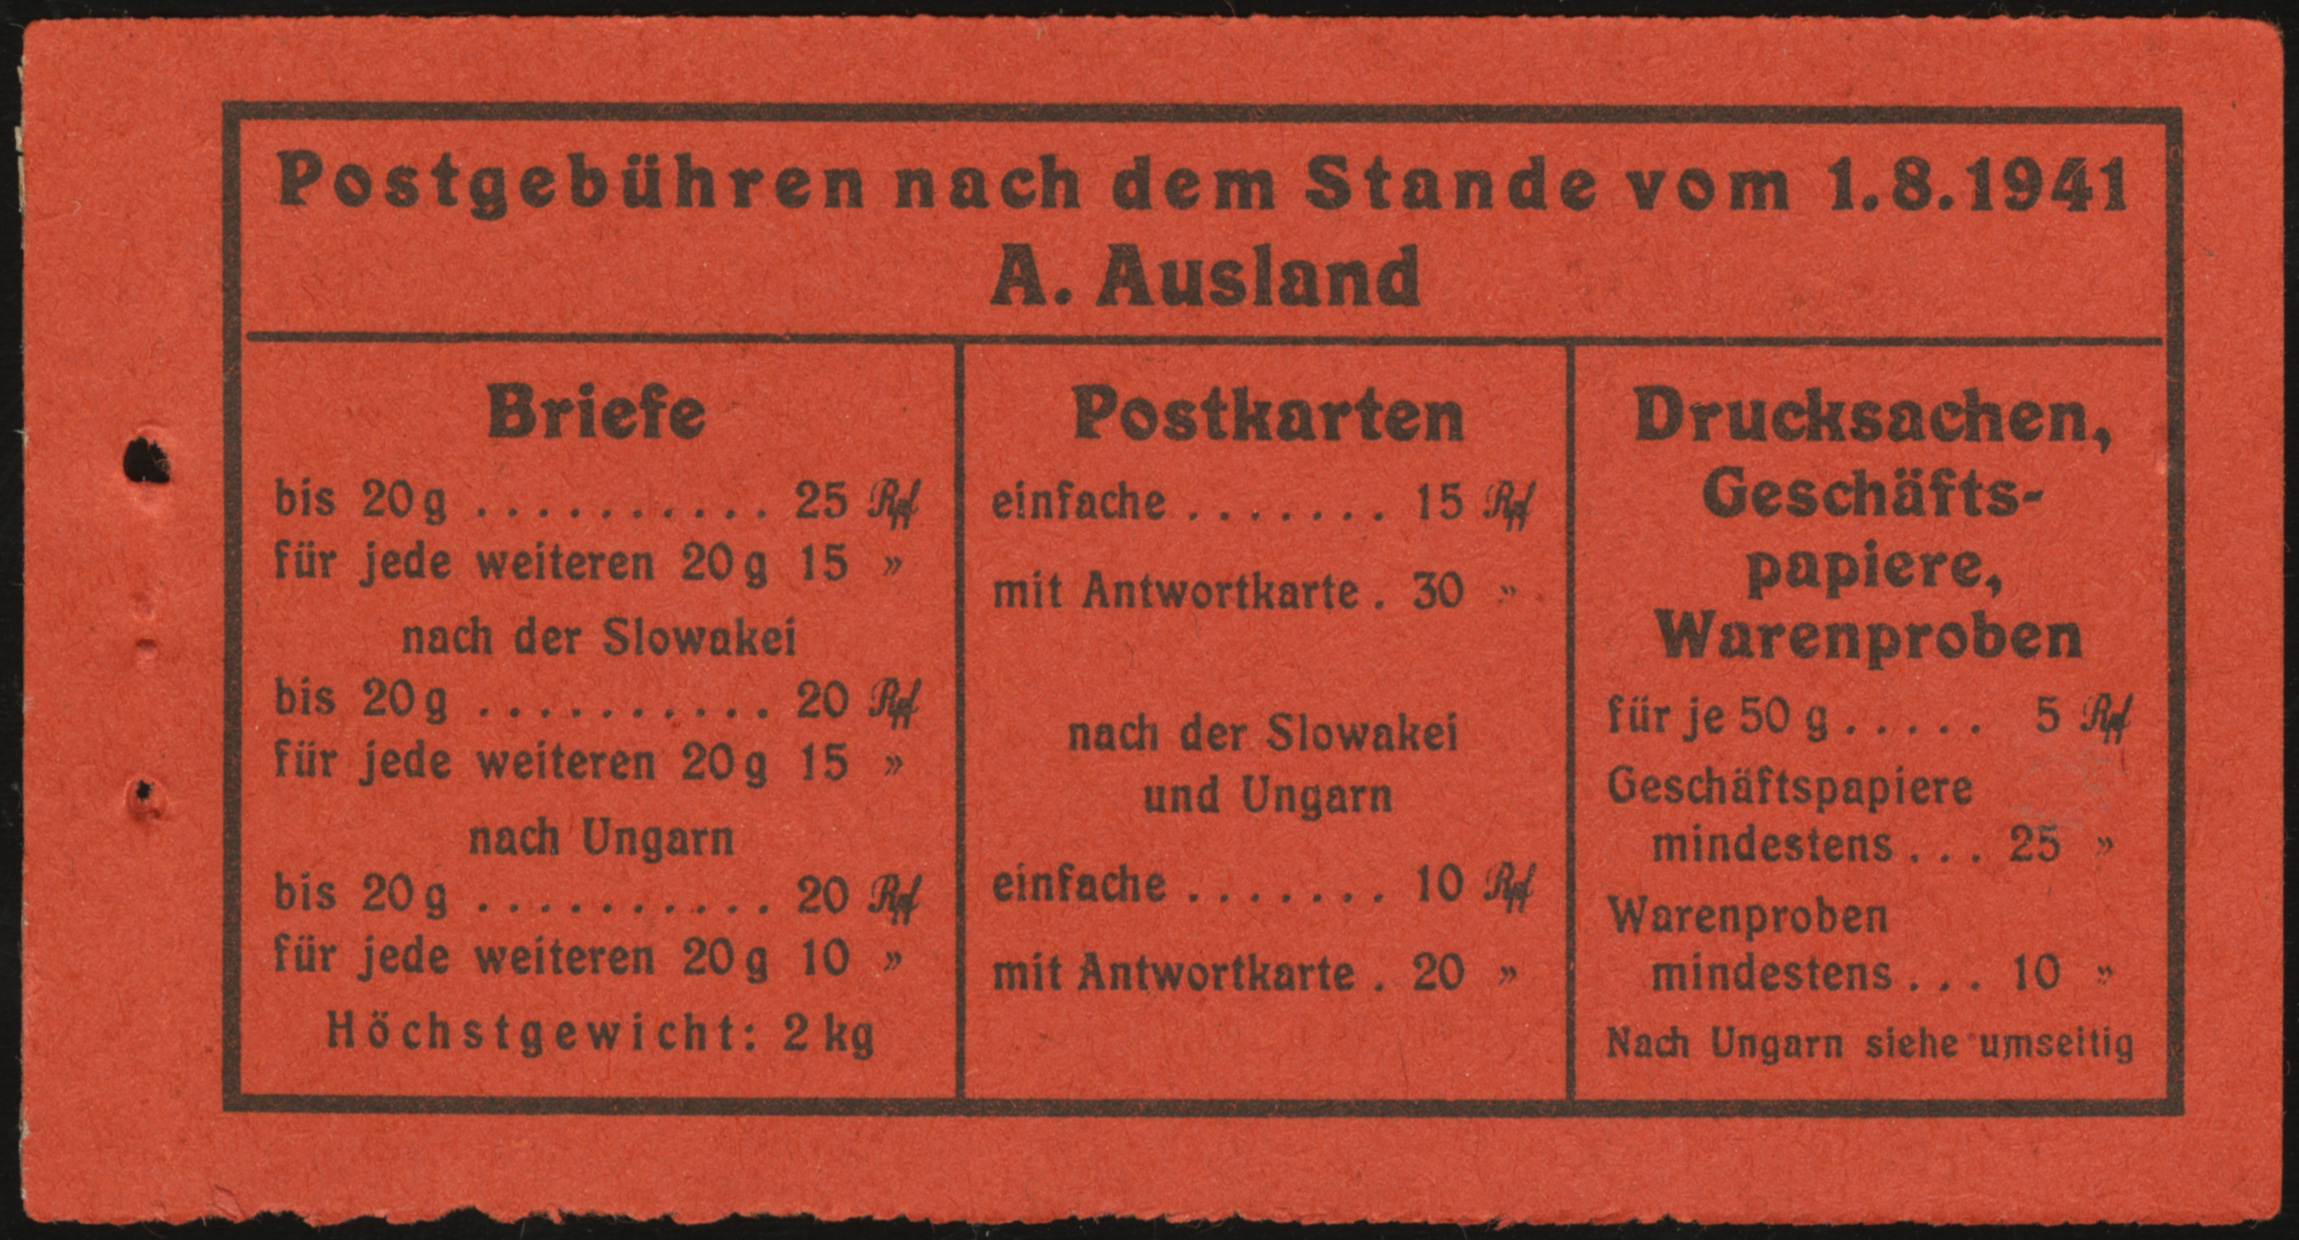 Postgebühren nach dem Stande vom 1.8.1941
A. Ausland
Briefe
bis 20 g . . . . . . . . . . 25 Rpf
für jede weiteren 20 g 15 »
nach der Slowakei
bis 20 g . . . . . . . . . . 20 Rpf
für jede weiteren 20 g 15 »
nach Ungarn
bis 20 g . . . . . . . . . . 20 Rpf
für jede weiteren 20 g 10 »
Höchstgewicht: 2 kg
Postkarten
einfache . . . . . . . 15 Rpf
mit Antwortkarte . 30 »
nach der Slowakei
und Ungarn
einfache . . . . . . . 10 Rpf
mit Antwortkarte . 20 »
Drucksachen,
Geschäfts-
papiere,
Warenproben
für je 50 g . . . . . 5 Rpf
Geschäftspapiere
mindestens . . . 25 »
Warenproben
mindestens . . . 10 »
Nach Ungarn siehe umseitig